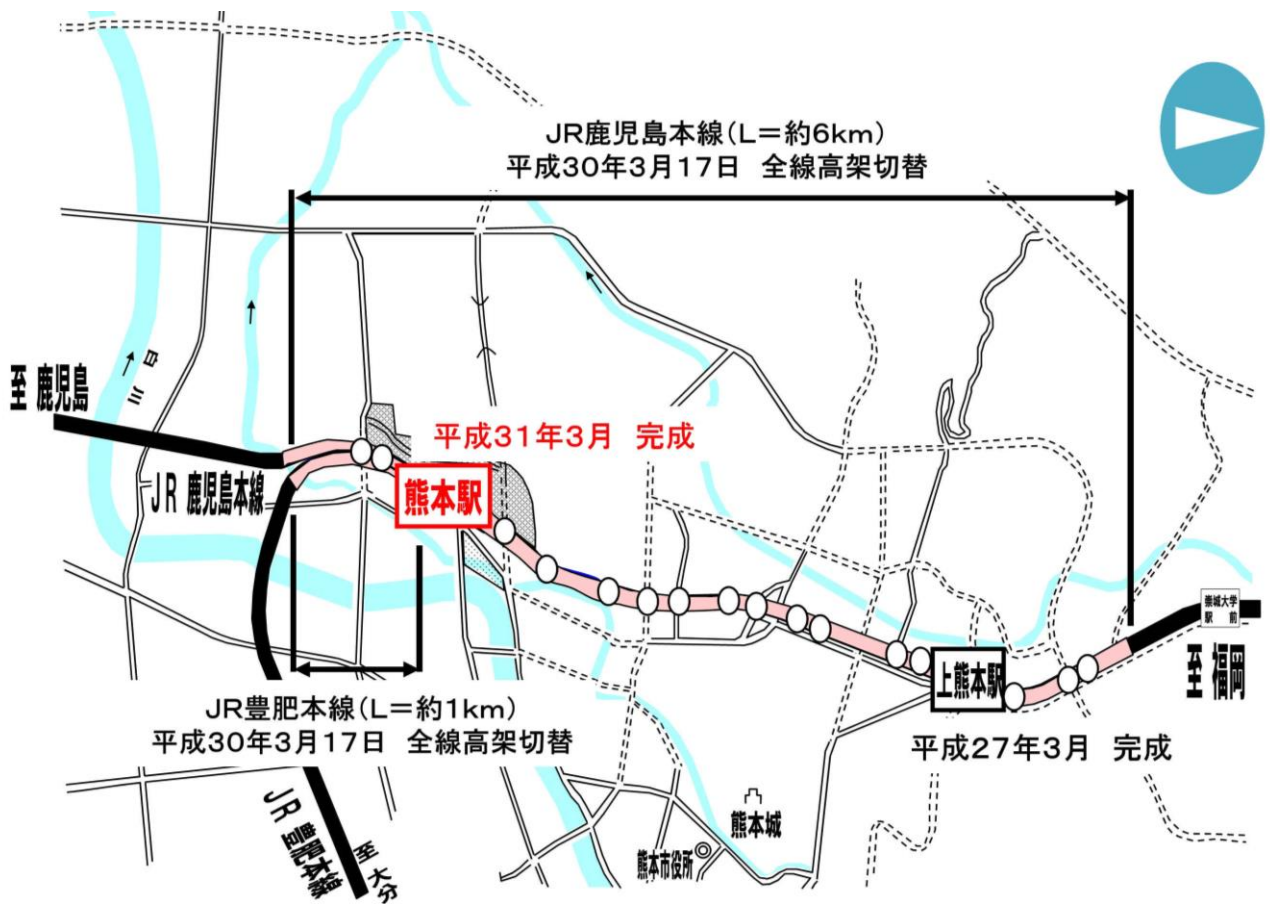 JR鹿児島本線(L=約6km)
平成30年3月17日 全線高架切替
至 鹿児島
白川
平成31年3月 完成
JR 鹿児島本線
熊本駅
崇城大学
駅 前
至 福岡
上熊本駅
JR豊肥本線(L=約1km)
平成30年3月17日 全線高架切替
平成27年3月 完成
JR 豊肥本線
至 大分
熊本城
熊本市役所